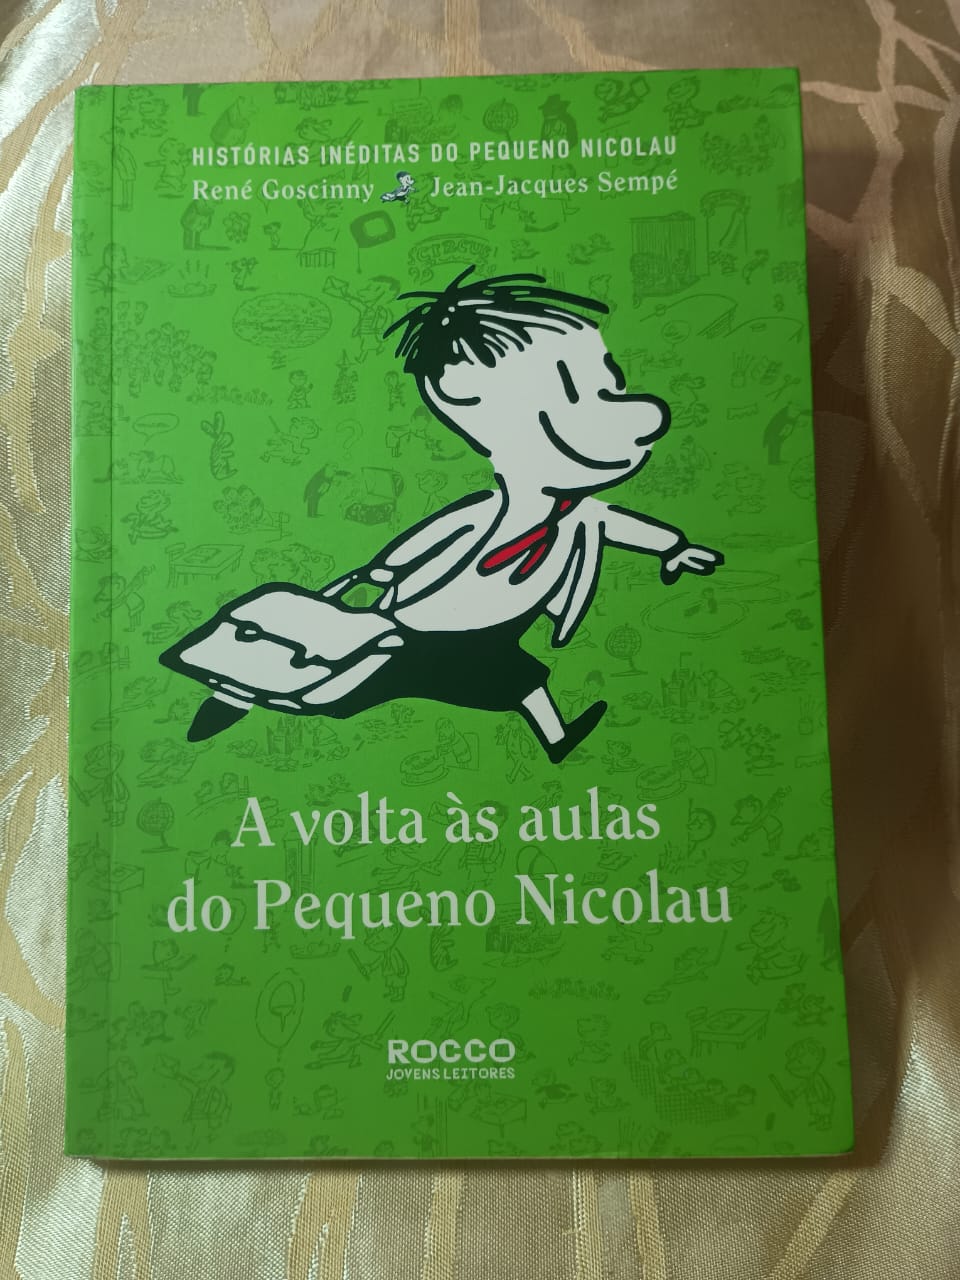 HISTÓRIAS INÉDITAS DO PEQUENO NICOLAU
René Goscinny Jean-Jacques Sempé
CIRCUS
A volta às aulas
do Pequeno Nicolau
ROCCO
JOVENS LEITORES